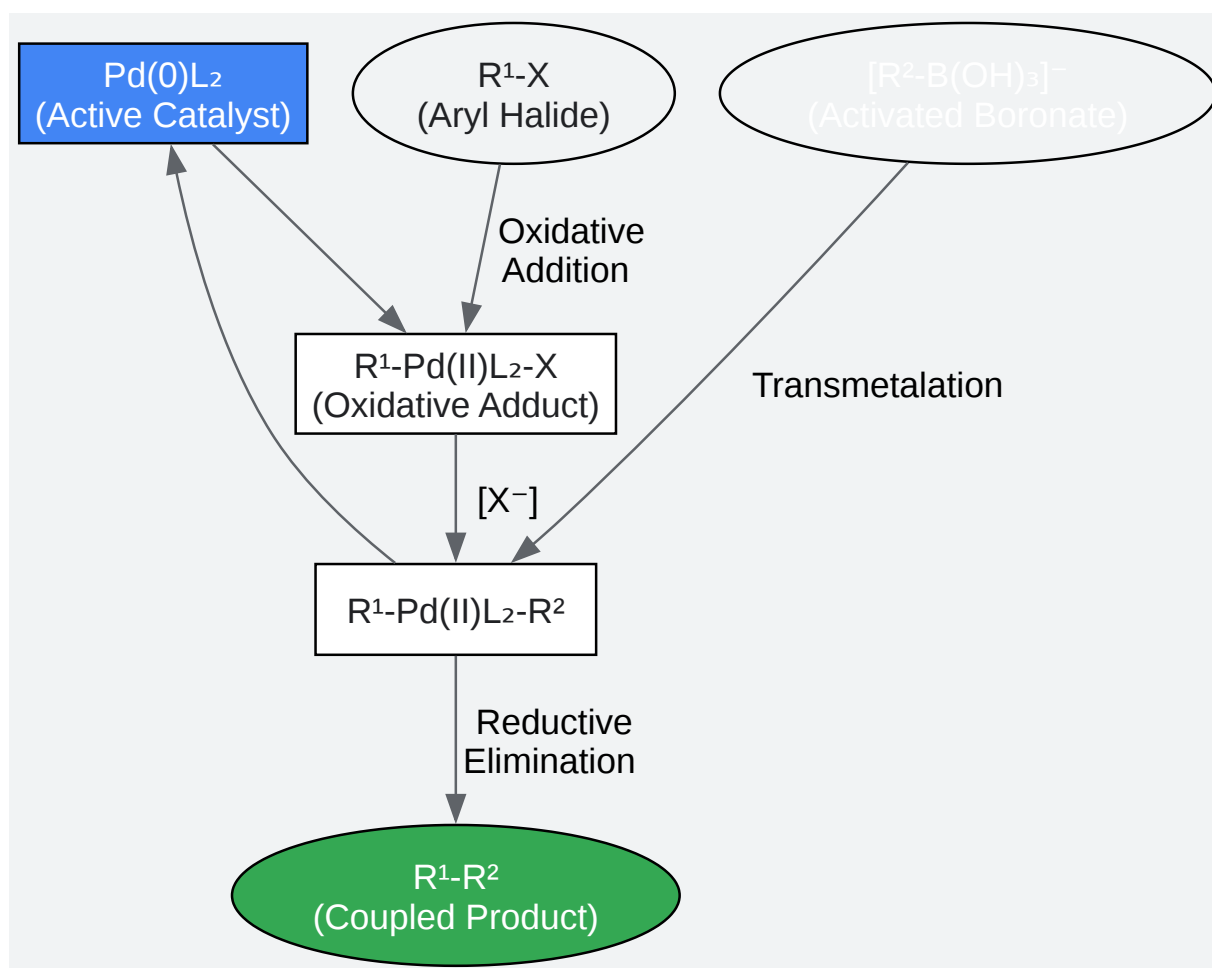 Pd(0)L₂
(Active Catalyst)
R¹-X
(Aryl Halide)
[R²-B(OH)₃]⁻
(Activated Boronate)
Oxidative
Addition
R¹-Pd(II)L₂-X
(Oxidative Adduct)
Transmetalation
[X⁻]
R¹-Pd(II)L₂-R²
Reductive
Elimination
R¹-R²
(Coupled Product)